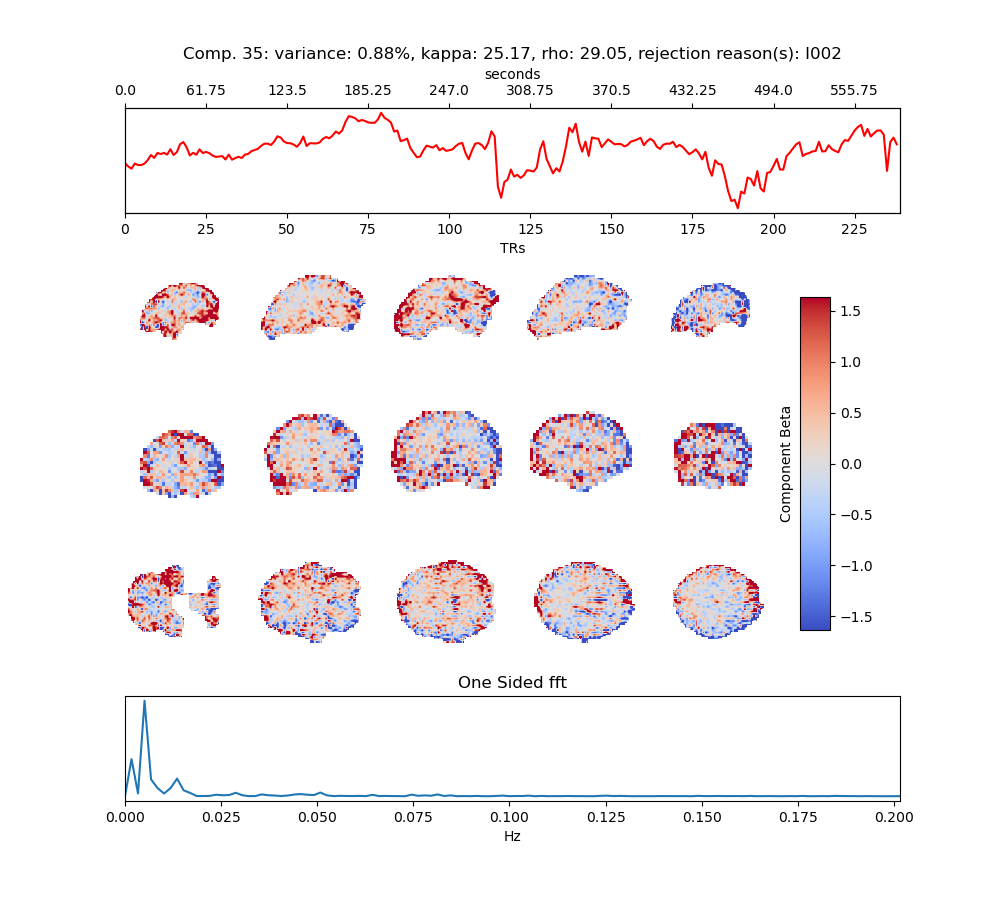 Comp. 35: variance: 0.88%, kappa: 25.17, rho: 29.05, rejection reason(s): I002
seconds
0.0 61.75 123.5 185.25 247.0 308.75 370.5 432.25 494.0 555.75
0 25 50 75 100 125 150 175 200 225
TRs
1.5
1.0
0.5
0.0
−0.5
−1.0
−1.5
Component Beta
One Sided fft
0.000 0.025 0.050 0.075 0.100 0.125 0.150 0.175 0.200
Hz